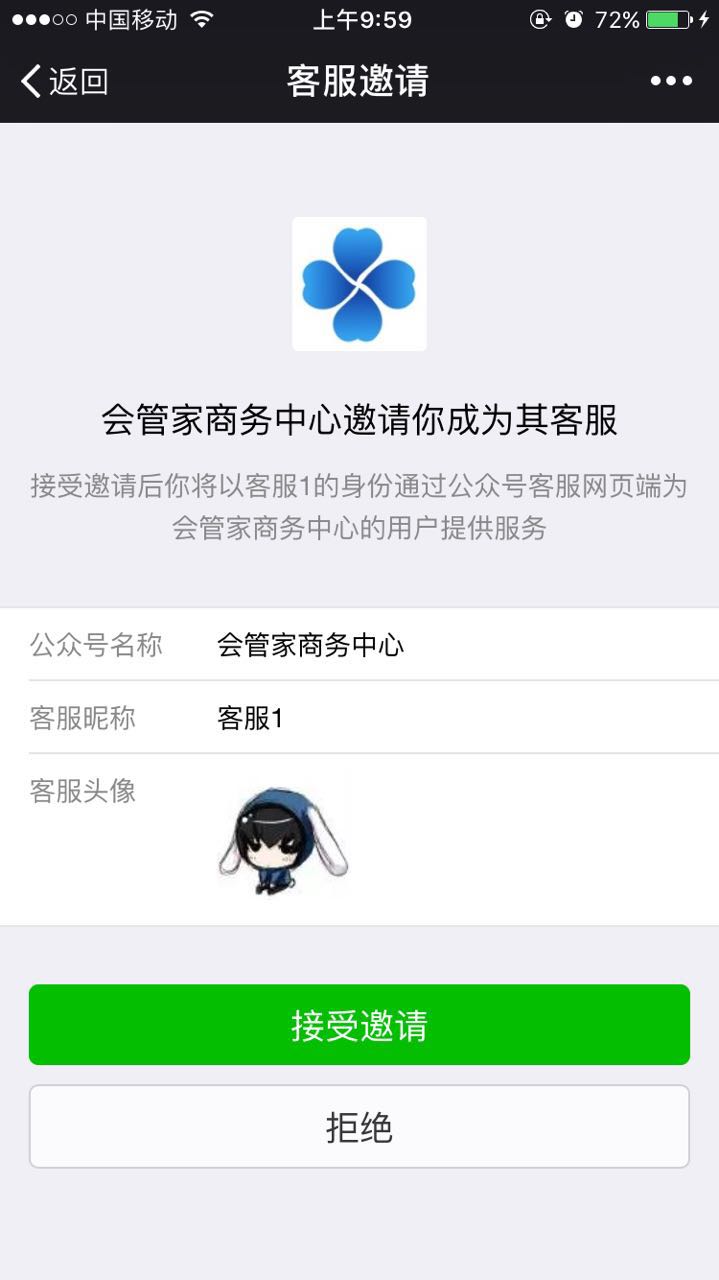 中国移动 上午9:59 72%
返回 客服邀请
会管家商务中心邀请你成为其客服
接受邀请后你将以客服1的身份通过公众号客服网页端为
会管家商务中心的用户提供服务
公众号名称 会管家商务中心
客服昵称 客服1
客服头像
接受邀请
拒绝